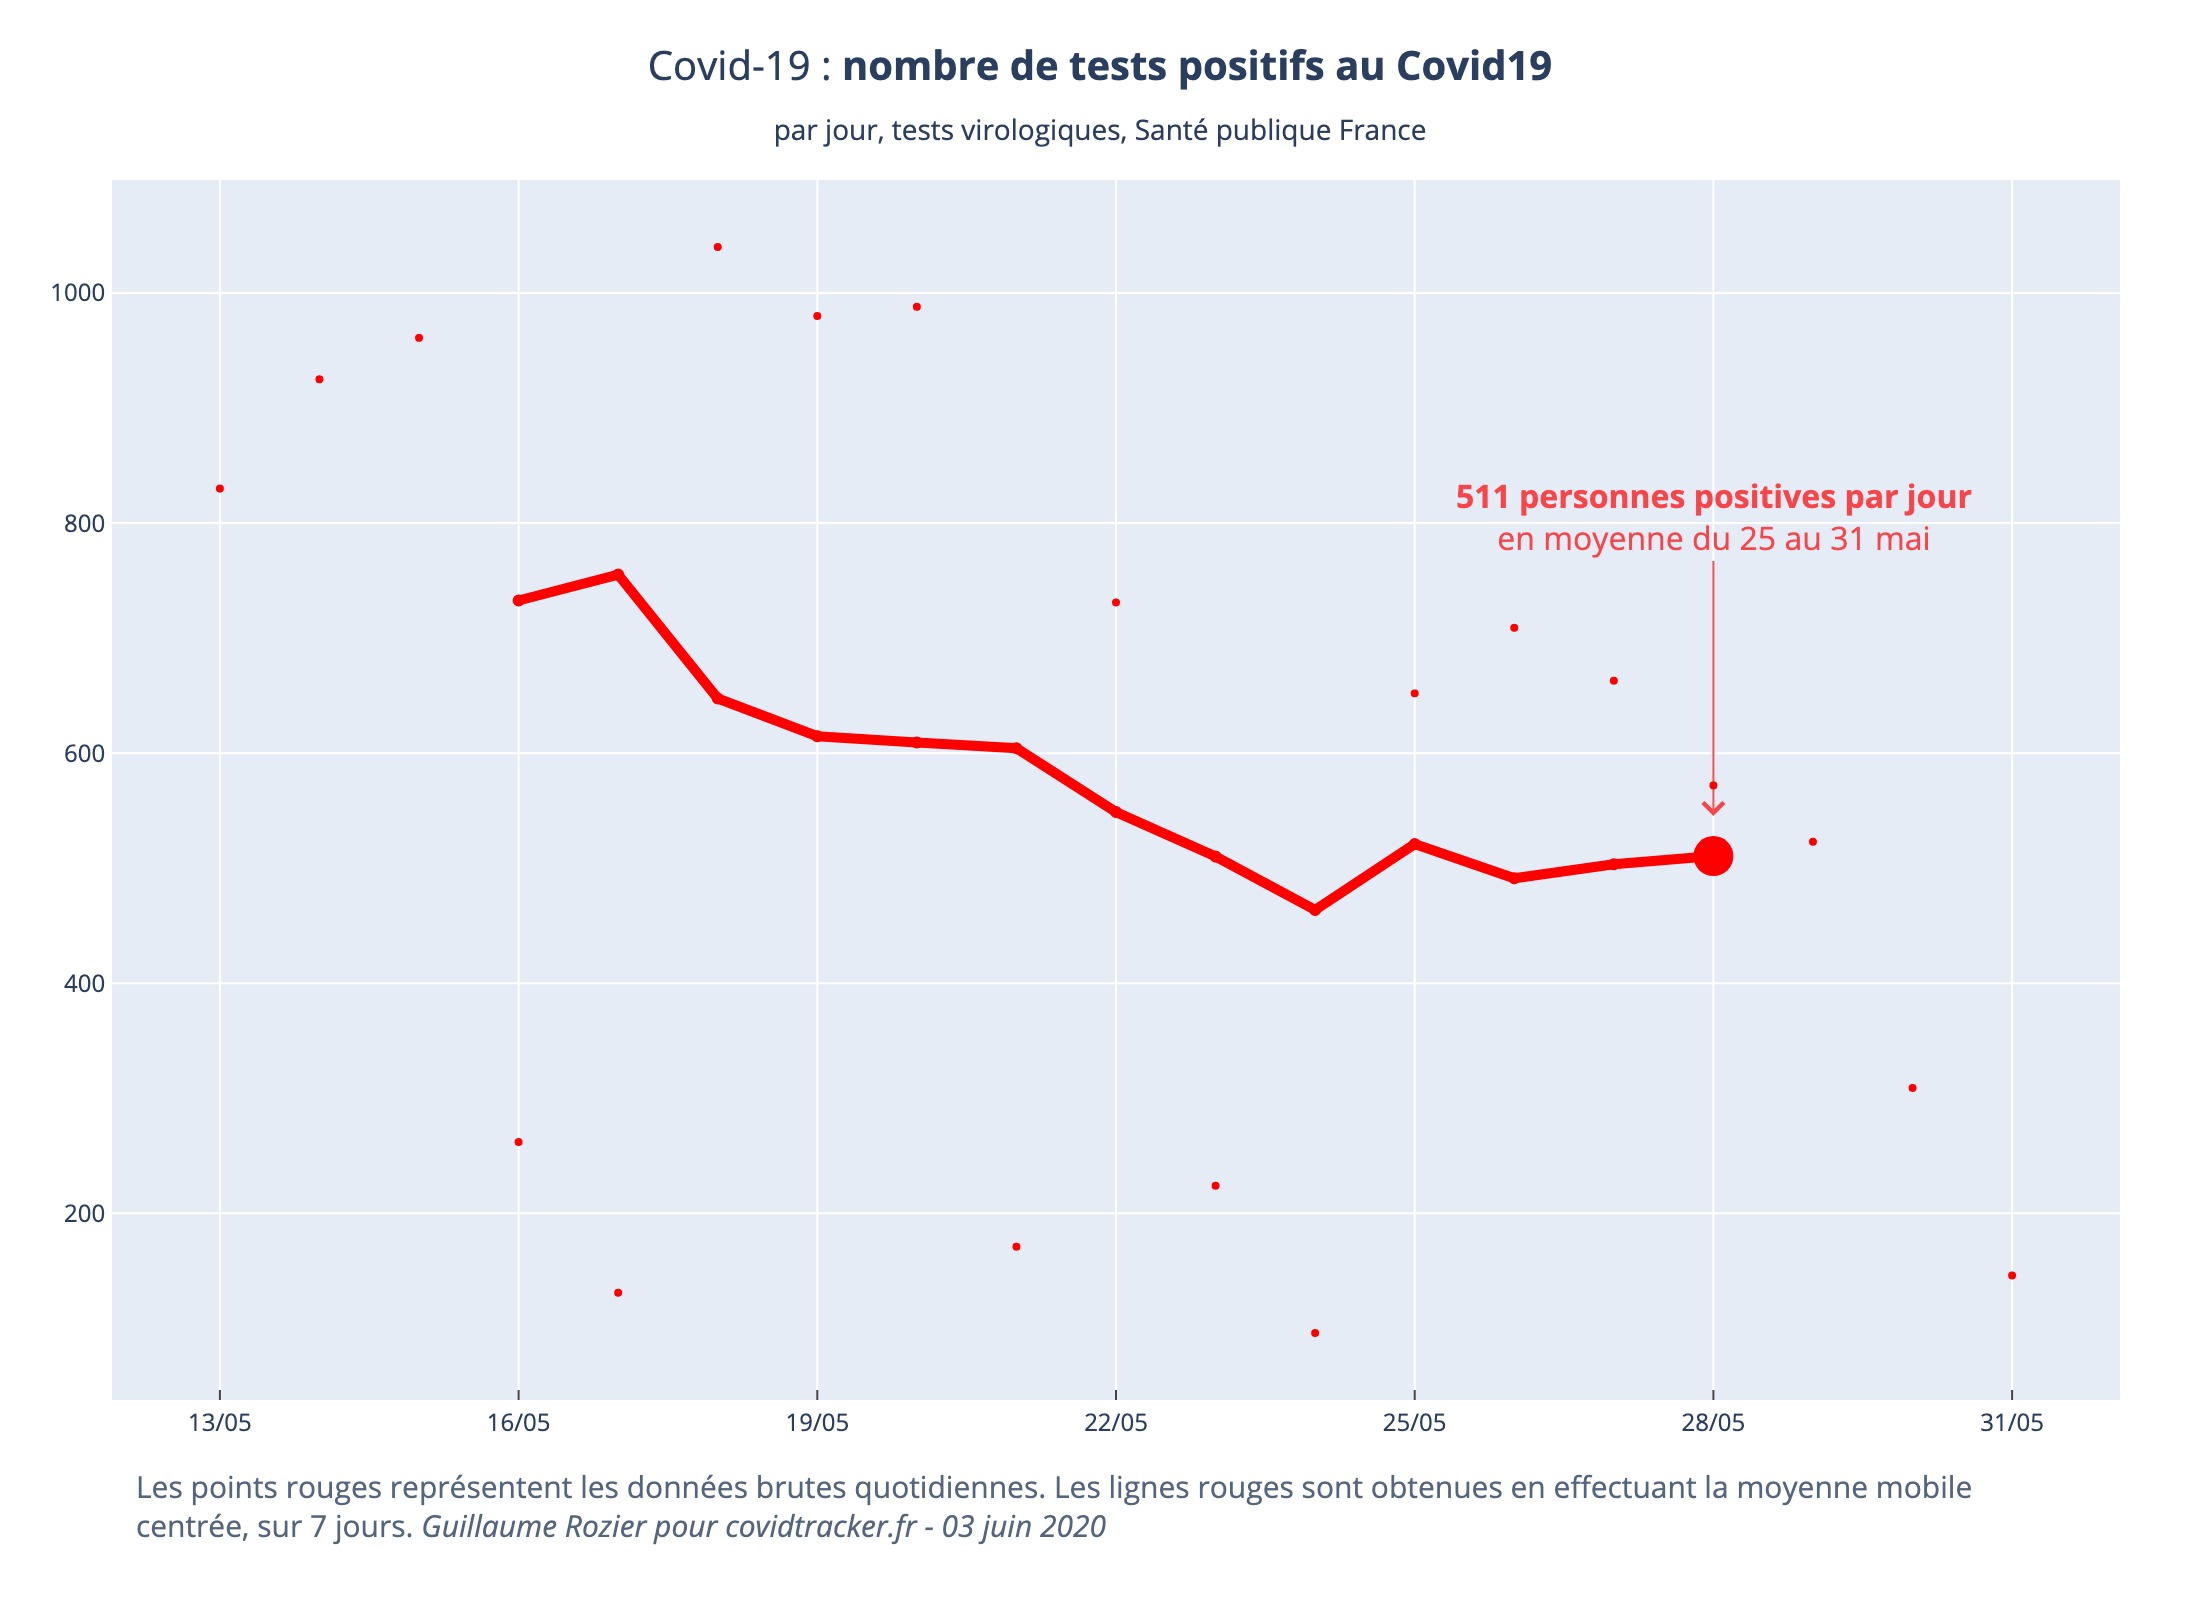 Covid-19 : nombre de tests positifs au Covid19
par jour, tests virologiques, Santé publique France
1000
800
600
400
200
511 personnes positives par jour
en moyenne du 25 au 31 mai
13/05
16/05
19/05
22/05
25/05
28/05
31/05
Les points rouges représentent les données brutes quotidiennes. Les lignes rouges sont obtenues en effectuant la moyenne mobile
centrée, sur 7 jours. Guillaume Rozier pour covidtracker.fr - 03 juin 2020